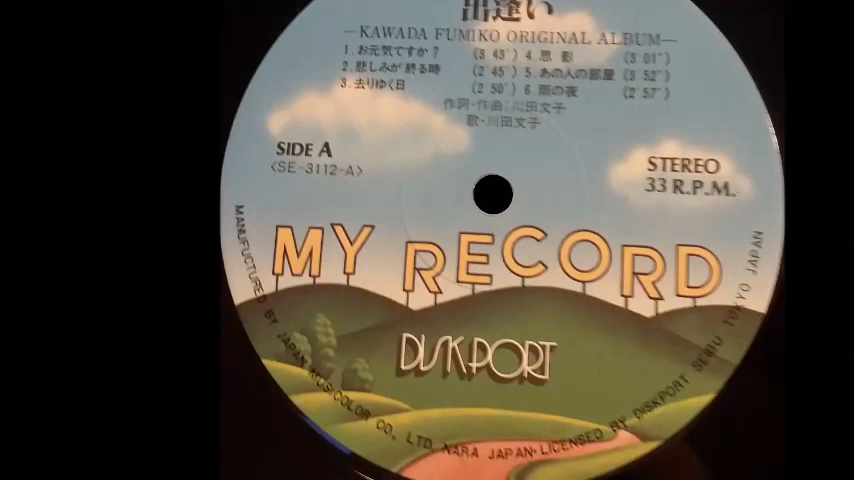 出逢い
—KAWADA FUMIKO ORIGINAL ALBUM—
1. お元気ですか? (3′43″) 4. 思 影 (3′01″)
2. 悲しみが終る時 (2′45″) 5. あの人の部屋 (3′52″)
3. 去りゆく日 (2′50″) 6. 雨の夜 (2′57″)
作詞・作曲:川田文子
歌・川田文子
SIDE A
<SE-3112-A>
STEREO
33 R.P.M.
MY RECORD
DISKPORT
MANUFUCTURED BY JAPAN MUSICOLOR CO., LTD. NARA JAPAN・LICENSED BY DISKPORT SEIBU TOKYO JAPAN